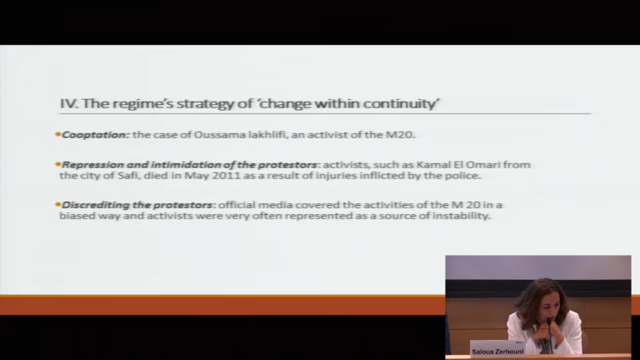 IV. The regime's strategy of 'change within continuity'
•Cooptation: the case of Oussama lakhlifi, an activist of the M20.
•Repression and intimidation of the protestors: activists, such as Kamal El Omari from
the city of Safi, died in May 2011 as a result of injuries inflicted by the police.
•Discrediting the protestors: official media covered the activities of the M 20 in a
biased way and activists were very often represented as a source of instability.
Saloua Zerhouni